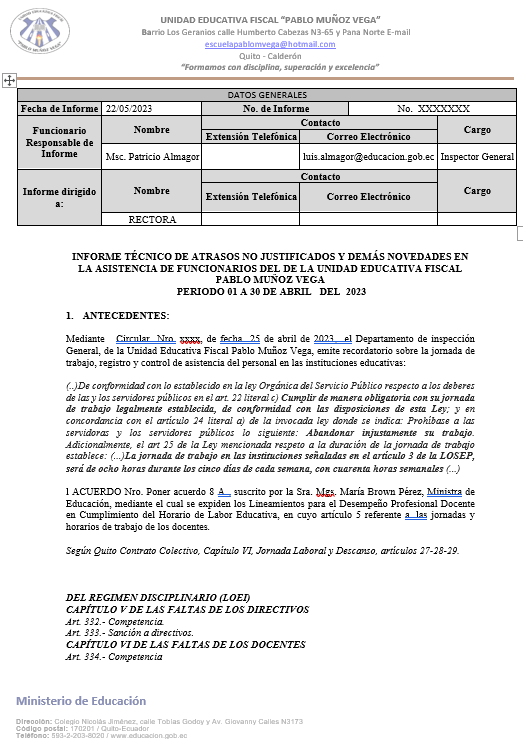 UNIDAD EDUCATIVA FISCAL “PABLO MUÑOZ VEGA”
Barrio Los Geranios calle Humberto Cabezas N3-65 y Pana Norte E-mail
escuelapablomvega@hotmail.com
Quito - Calderón
“Formamos con disciplina, superación y excelencia”
DATOS GENERALES
Fecha de Informe 22/05/2023 No. de Informe No. XXXXXXX
Funcionario Responsable de Informe Nombre Contacto Cargo
Extensión Telefónica Correo Electrónico
Msc. Patricio Almagor luis.almagor@educacion.gob.ec Inspector General
Informe dirigido a: Nombre Contacto Cargo
Extensión Telefónica Correo Electrónico
RECTORA
INFORME TÉCNICO DE ATRASOS NO JUSTIFICADOS Y DEMÁS NOVEDADES EN
LA ASISTENCIA DE FUNCIONARIOS DEL DE LA UNIDAD EDUCATIVA FISCAL
PABLO MUÑOZ VEGA
PERIODO 01 A 30 DE ABRIL DEL 2023
1. ANTECEDENTES:
Mediante Circular. Nro. xxxx, de fecha 25 de abril de 2023, el Departamento de inspección
General, de la Unidad Educativa Fiscal Pablo Muñoz Vega, emite recordatorio sobre la jornada de
trabajo, registro y control de asistencia del personal en las instituciones educativas:
(..)De conformidad con lo establecido en la ley Orgánica del Servicio Público respecto a los deberes
de las y los servidores públicos en el art. 22 literal c) Cumplir de manera obligatoria con su jornada
de trabajo legalmente establecida, de conformidad con las disposiciones de esta Ley; y en
concordancia con el artículo 24 literal a) de la invocada ley donde se indica: Prohíbase a las
servidoras y los servidores públicos lo siguiente: Abandonar injustamente su trabajo.
Adicionalmente, el art 25 de la Ley mencionada respeto a la duración de la jornada de trabajo
establece: (...)La jornada de trabajo en las instituciones señaladas en el artículo 3 de la LOSEP,
será de ocho horas durante los cinco días de cada semana, con cuarenta horas semanales (...)
l ACUERDO Nro. Poner acuerdo 8 A.. suscrito por la Sra. Mgs. María Brown Pérez, Ministra de
Educación, mediante el cual se expiden los Lineamientos para el Desempeño Profesional Docente
en Cumplimiento del Horario de Labor Educativa, en cuyo artículo 5 referente a las jornadas y
horarios de trabajo de los docentes.
Según Quito Contrato Colectivo, Capítulo VI, Jornada Laboral y Descanso, artículos 27-28-29.
DEL REGIMEN DISCIPLINARIO (LOEI)
CAPÍTULO V DE LAS FALTAS DE LOS DIRECTIVOS
Art. 332.- Competencia.
Art. 333.- Sanción a directivos.
CAPÍTULO VI DE LAS FALTAS DE LOS DOCENTES
Art. 334.- Competencia
Ministerio de Educación
Dirección: Colegio Nicolás Jiménez, calle Tobías Godoy y Av. Giovanny Calles N3173
Código postal: 170201 / Quito-Ecuador
Teléfono: 593-2-203-8020 / www.educacion.gob.ec